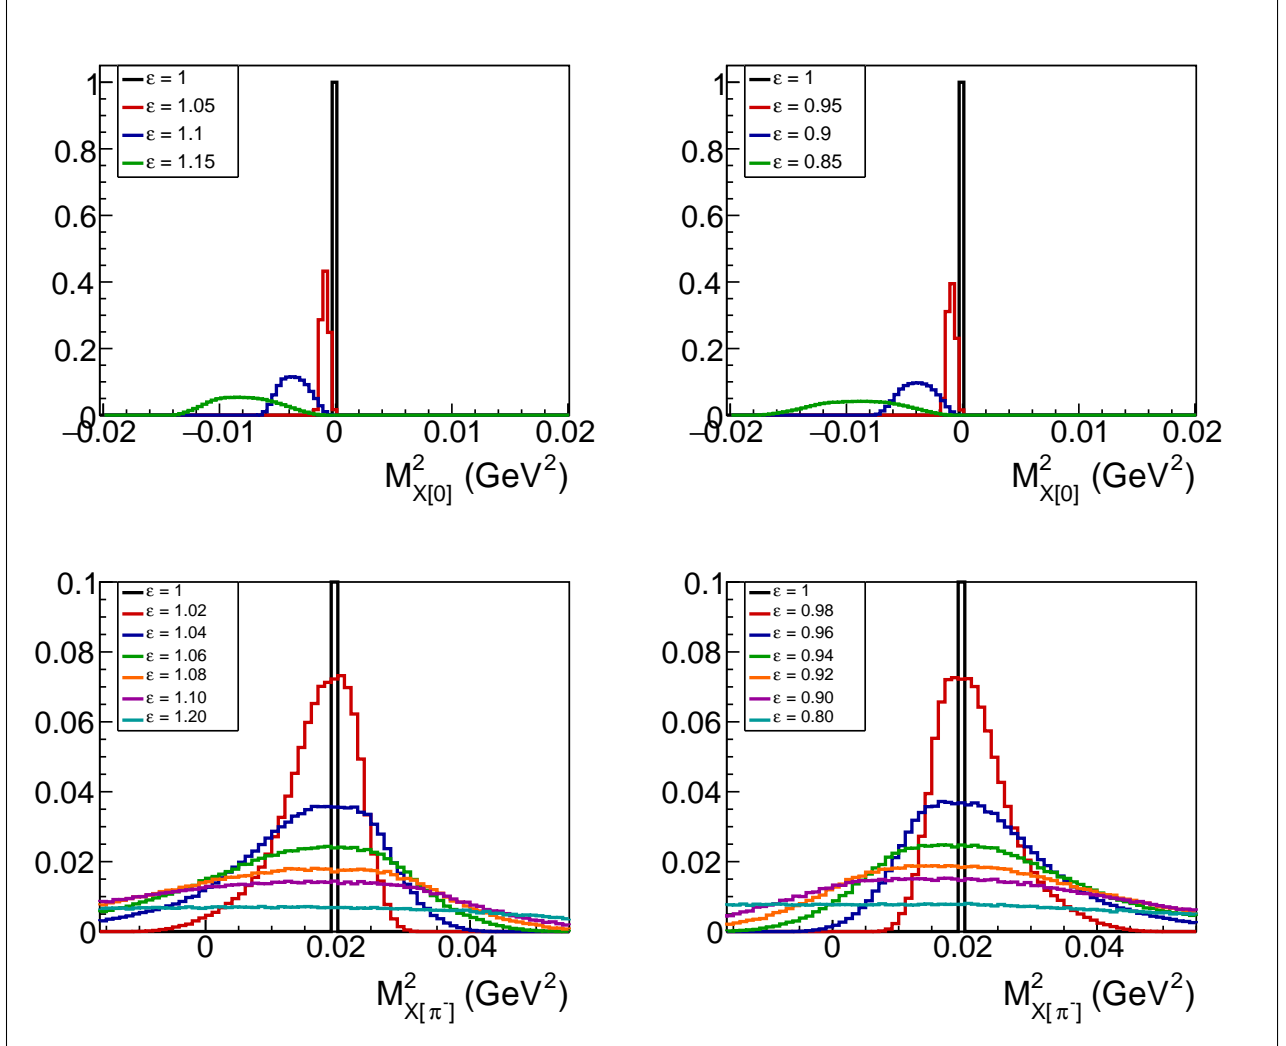 1
0.8
0.6
0.4
0.2
0
ε = 1
ε = 1.05
ε = 1.1
ε = 1.15
−0.02 −0.01 0 0.01 0.02
M²X[0] (GeV²)
1
0.8
0.6
0.4
0.2
0
ε = 1
ε = 0.95
ε = 0.9
ε = 0.85
−0.02 −0.01 0 0.01 0.02
M²X[0] (GeV²)
0.1
0.08
0.06
0.04
0.02
0
ε = 1
ε = 1.02
ε = 1.04
ε = 1.06
ε = 1.08
ε = 1.10
ε = 1.20
0 0.02 0.04
M²X[π⁻] (GeV²)
0.1
0.08
0.06
0.04
0.02
0
ε = 1
ε = 0.98
ε = 0.96
ε = 0.94
ε = 0.92
ε = 0.90
ε = 0.80
0 0.02 0.04
M²X[π⁻] (GeV²)